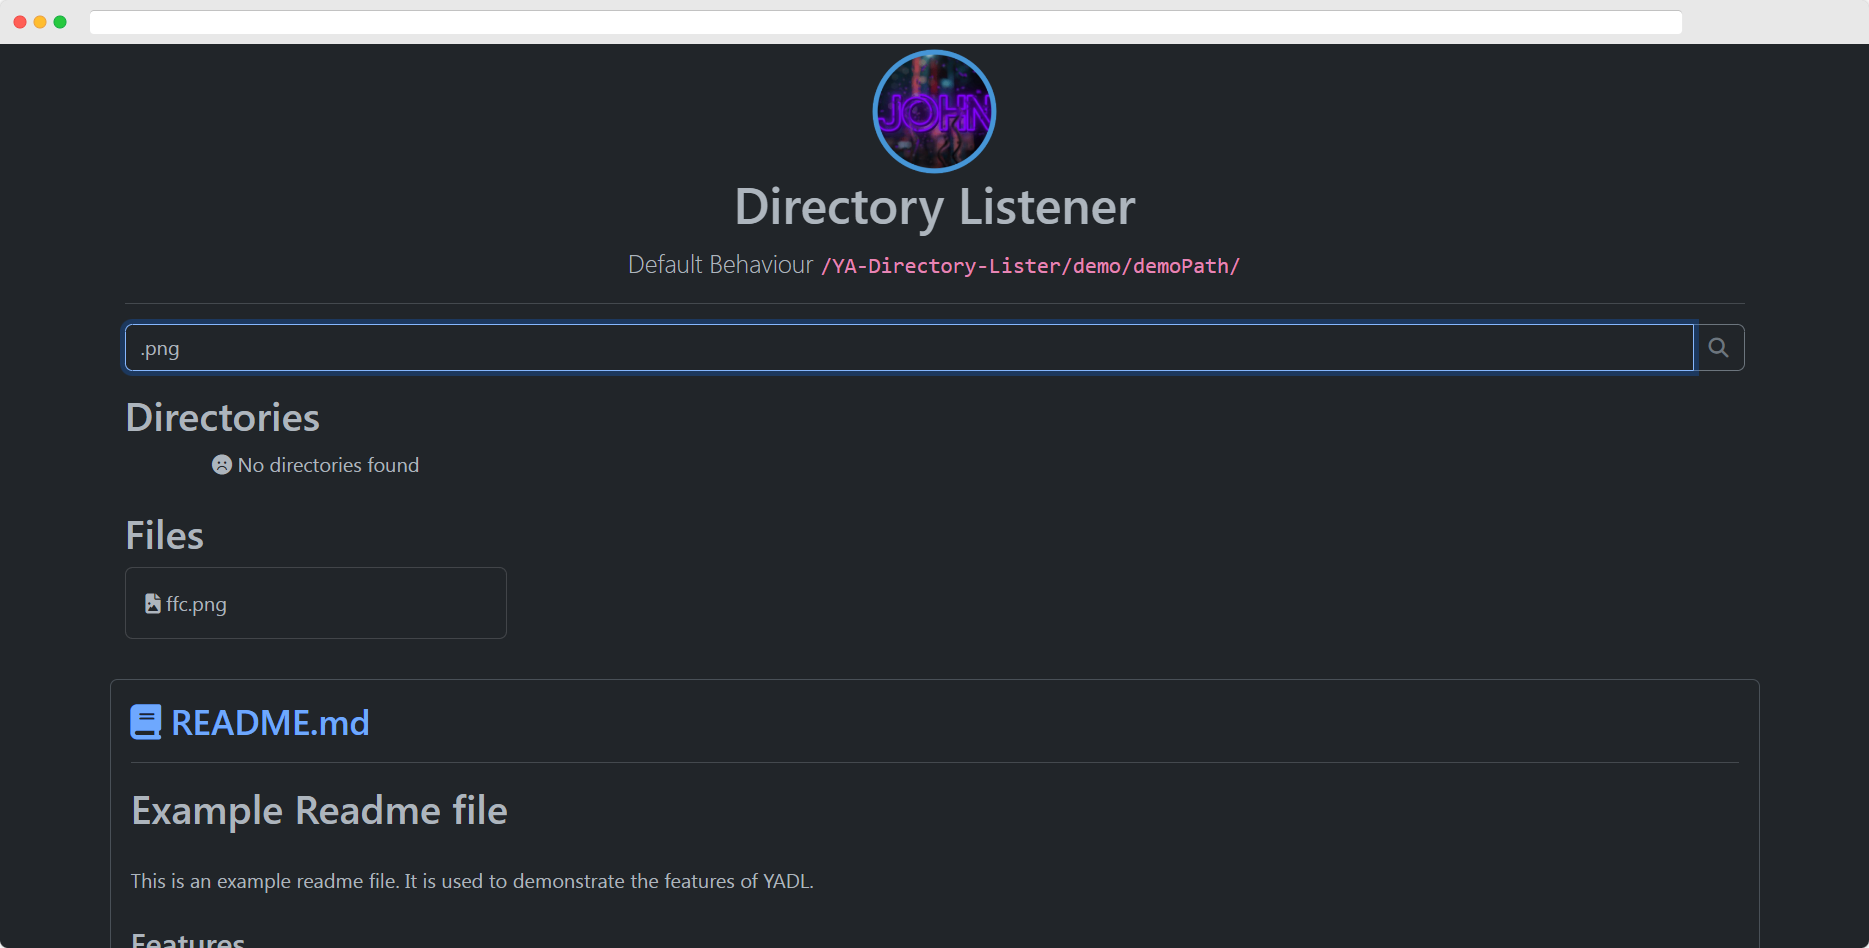 JOHN
Directory Listener
Default Behaviour /YA-Directory-Lister/demo/demoPath/
.png
Directories
No directories found
Files
ffc.png
README.md
Example Readme file
This is an example readme file. It is used to demonstrate the features of YADL.
Features